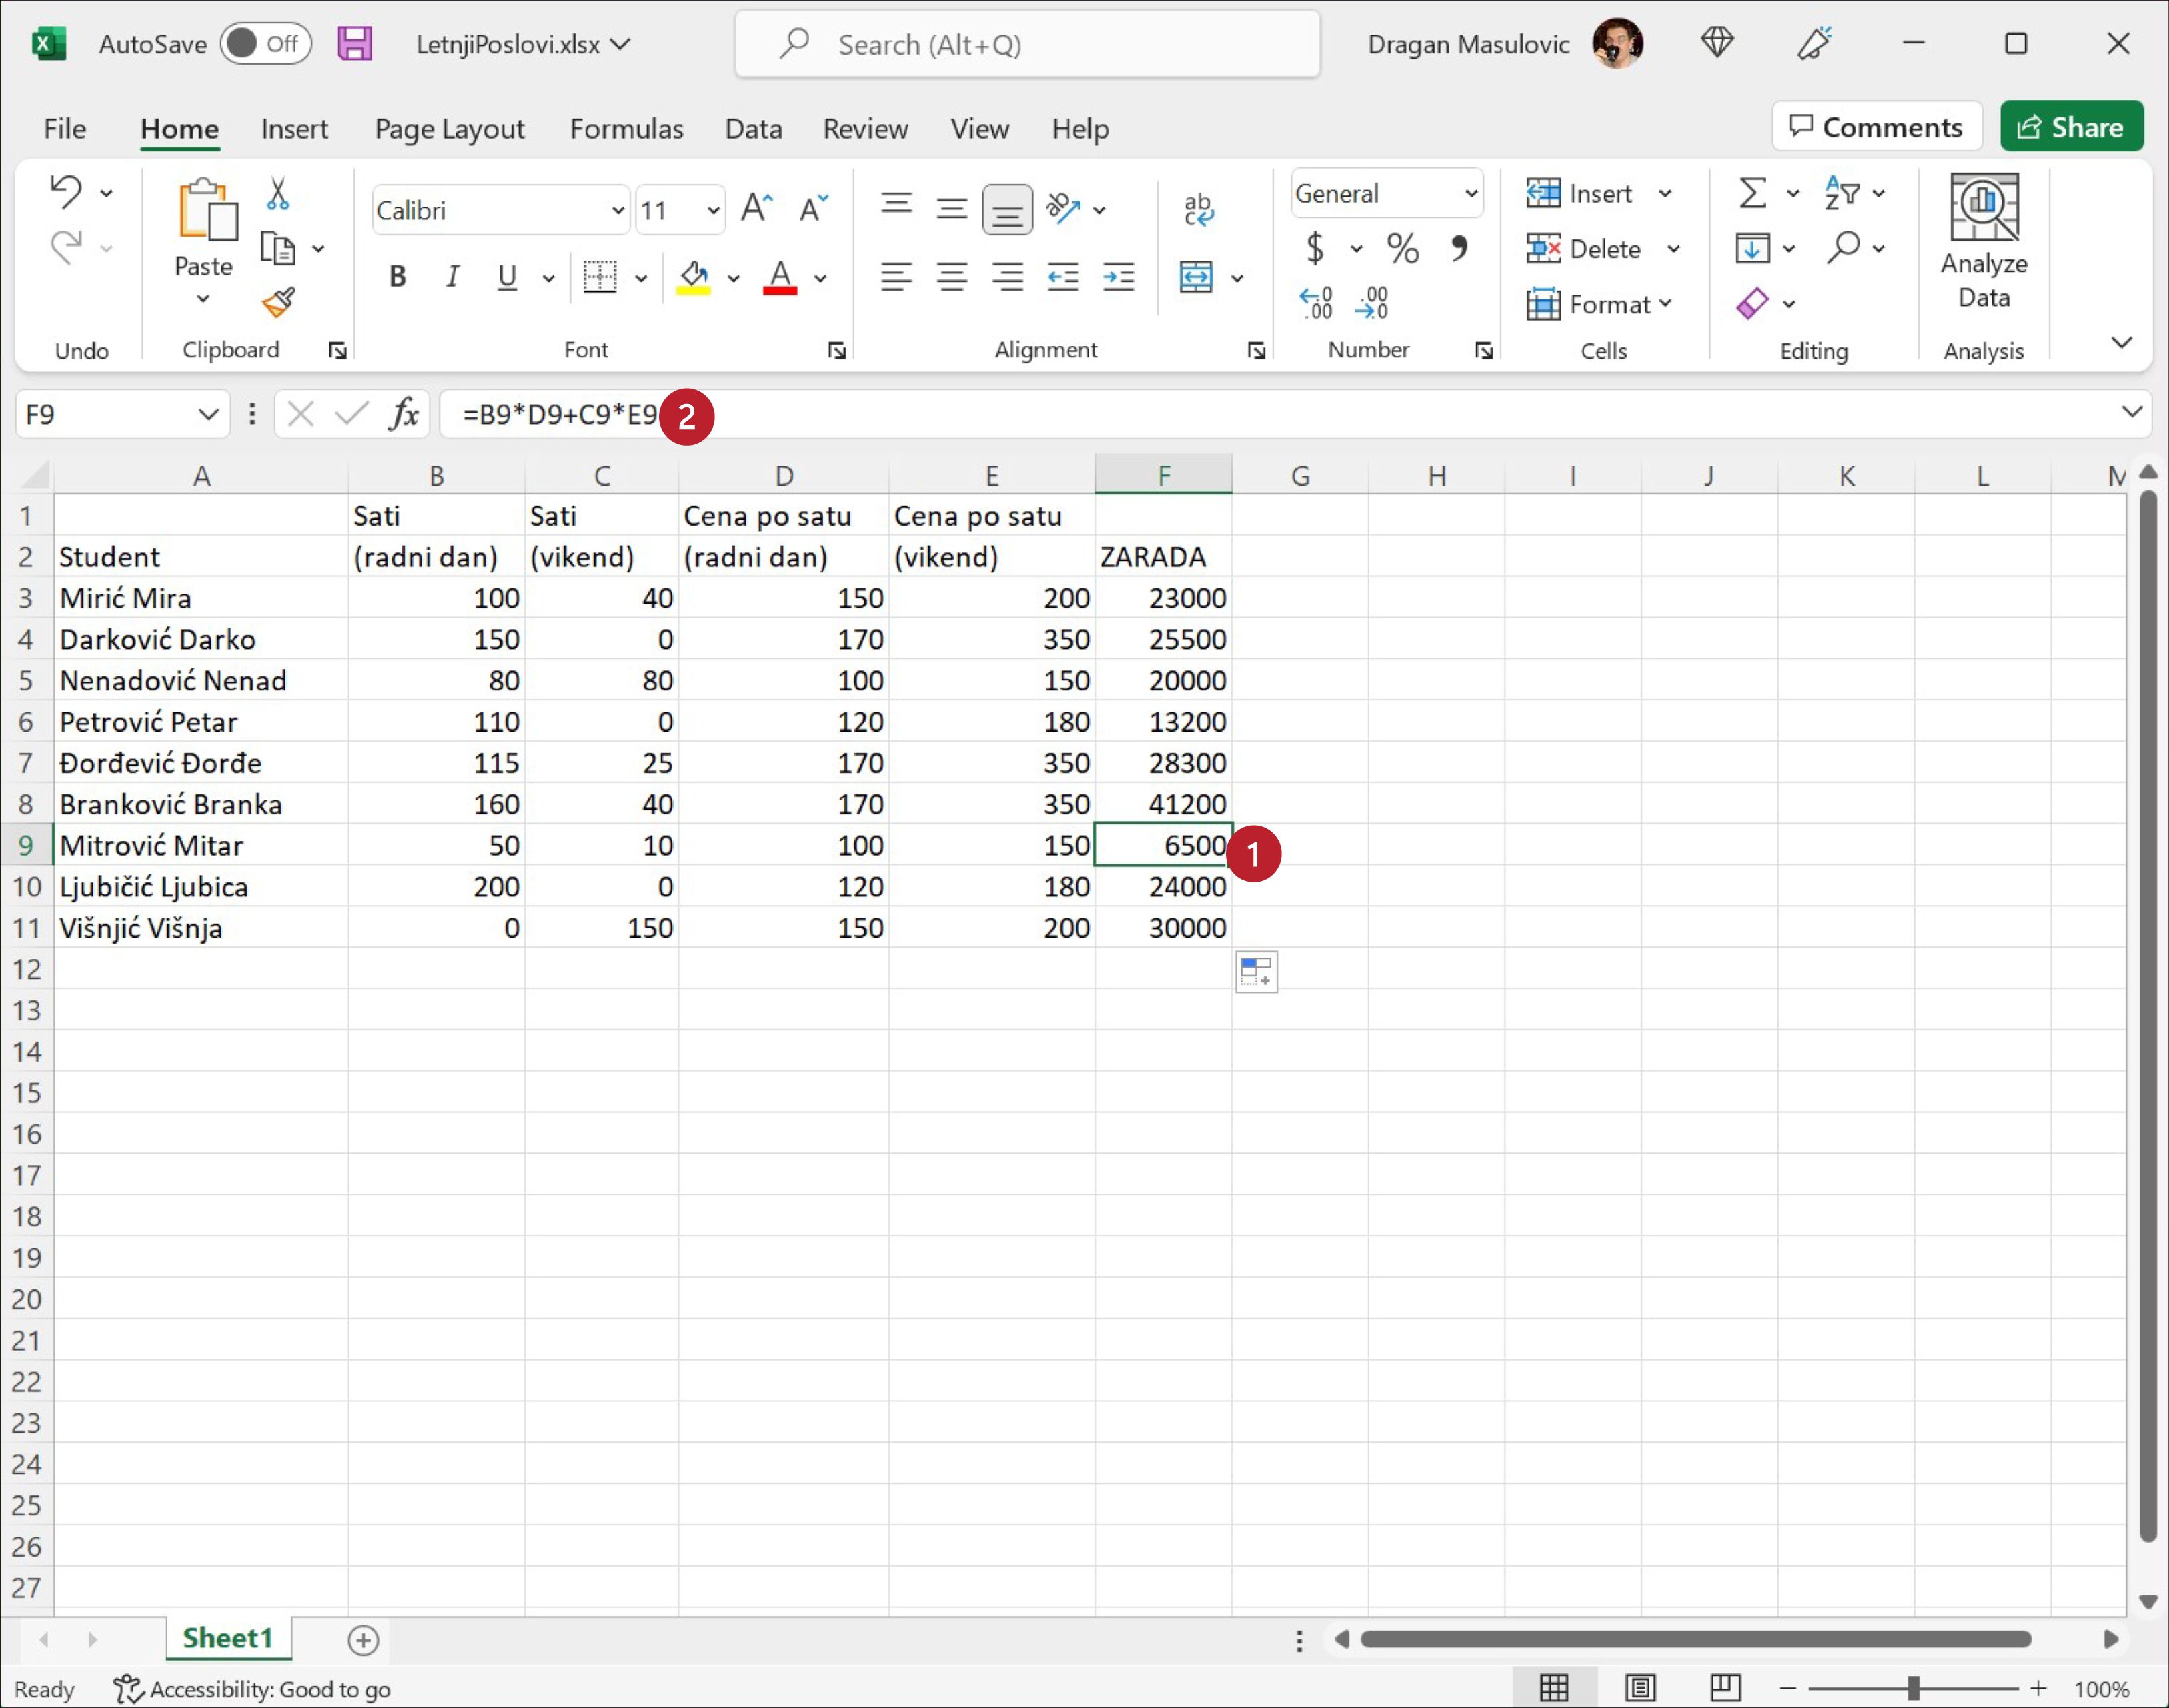 AutoSave Off LetnjiPoslovi.xlsx Search (Alt+Q) Dragan Masulovic
File Home Insert Page Layout Formulas Data Review View Help Comments Share
Paste
Calibri 11
B I U A
ab
General
$ % ,
Insert
Delete
Format
Analyze Data
Undo Clipboard Font Alignment Number Cells Editing Analysis
F9 fx =B9*D9+C9*E9 2
A B C D E F G H I J K L M
1 Sati Sati Cena po satu Cena po satu
2 Student (radni dan) (vikend) (radni dan) (vikend) ZARADA
3 Mirić Mira 100 40 150 200 23000
4 Darković Darko 150 0 170 350 25500
5 Nenadović Nenad 80 80 100 150 20000
6 Petrović Petar 110 0 120 180 13200
7 Đorđević Đorđe 115 25 170 350 28300
8 Branković Branka 160 40 170 350 41200
9 Mitrović Mitar 50 10 100 150 6500 1
10 Ljubičić Ljubica 200 0 120 180 24000
11 Višnjić Višnja 0 150 150 200 30000
12
13
14
15
16
17
18
19
20
21
22
23
24
25
26
27
Sheet1
Ready Accessibility: Good to go 100%